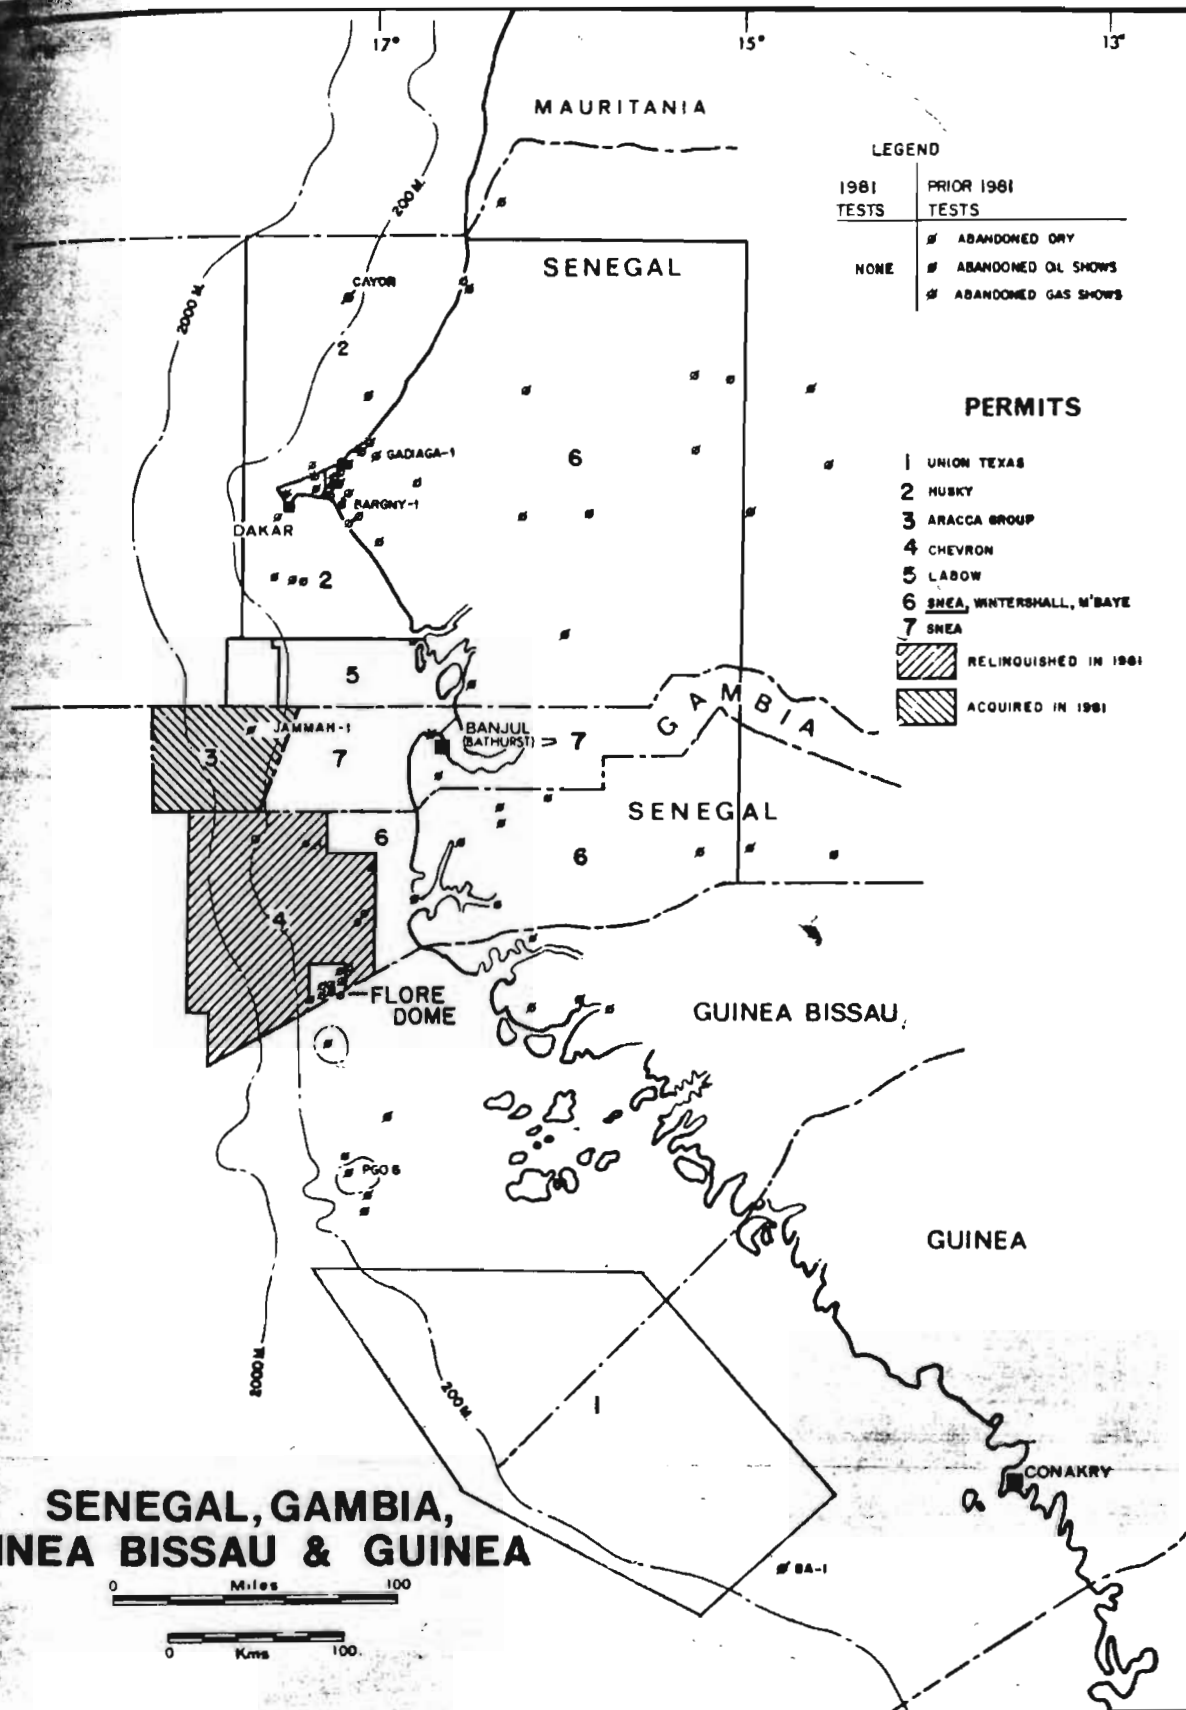 17°
15°
13°
MAURITANIA
200 M.
LEGEND
1981 TESTS
PRIOR 1981 TESTS
ABANDONED DRY
NONE
ABANDONED OIL SHOWS
ABANDONED GAS SHOWS
SENEGAL
CAYOR
2000 M.
2
PERMITS
1 UNION TEXAS
2 HUSKY
3 ARACCA GROUP
4 CHEVRON
5 LABOW
6 SNEA, WINTERSHALL, M'BAYE
7 SNEA
RELINQUISHED IN 1981
ACQUIRED IN 1981
GADIAGA-1
6
BARGNY-1
DAKAR
2
5
GAMBIA
JAMMAH-1
BANJUL
(BATHURST)
7
3
7
SENEGAL
6
6
4
FLORE
DOME
GUINEA BISSAU
PGO 6
GUINEA
2000 M.
200 M.
1
CONAKRY
SENEGAL, GAMBIA,
INEA BISSAU & GUINEA
0 Miles 100
0 Kms 100